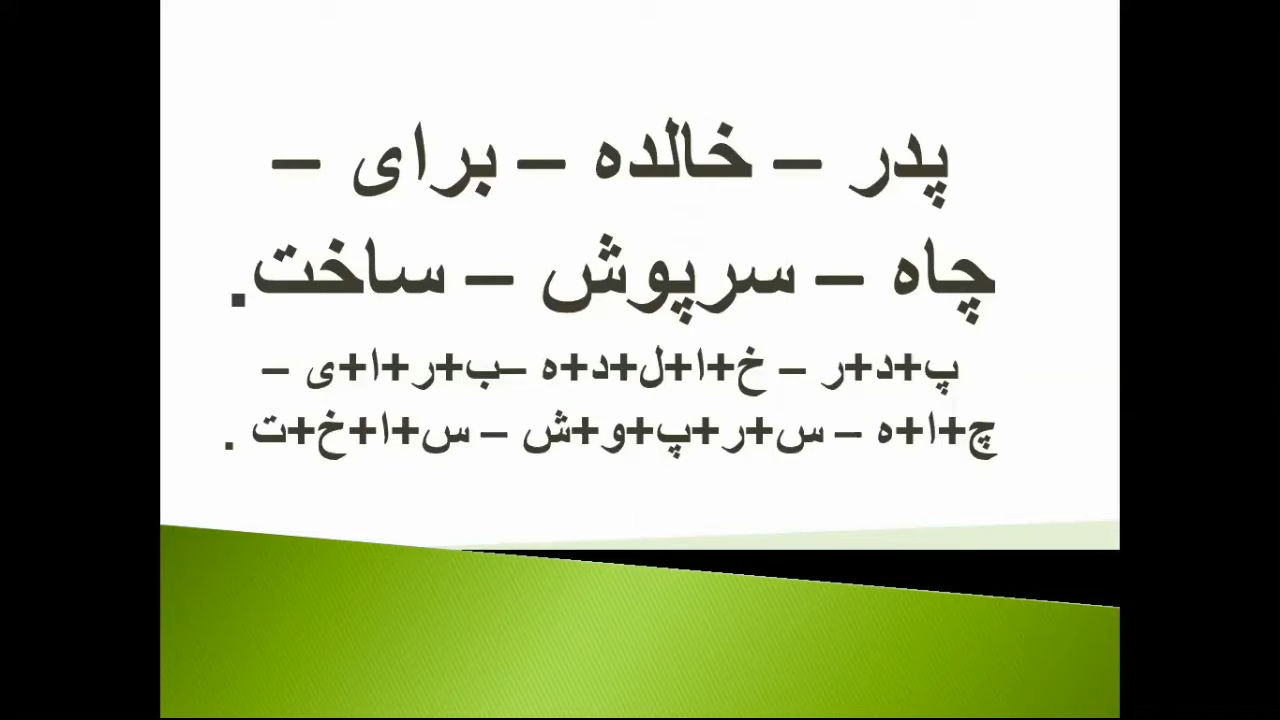 پدر – خالده – برای –
چاه – سرپوش – ساخت.
پ+د+ر – خ+ا+ل+د+ه –ب+ر+ا+ی –
چ+ا+ه – س+ر+پ+و+ش – س+ا+خ+ت .